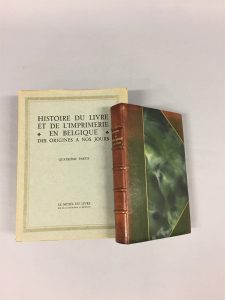 HISTOIRE DU LIVRE
ET DE L'IMPRIMERIE
EN BELGIQUE
DES ORIGINES A NOS JOURS
QUATRIÈME PARTIE
LE MUSÉE DU LIVRE